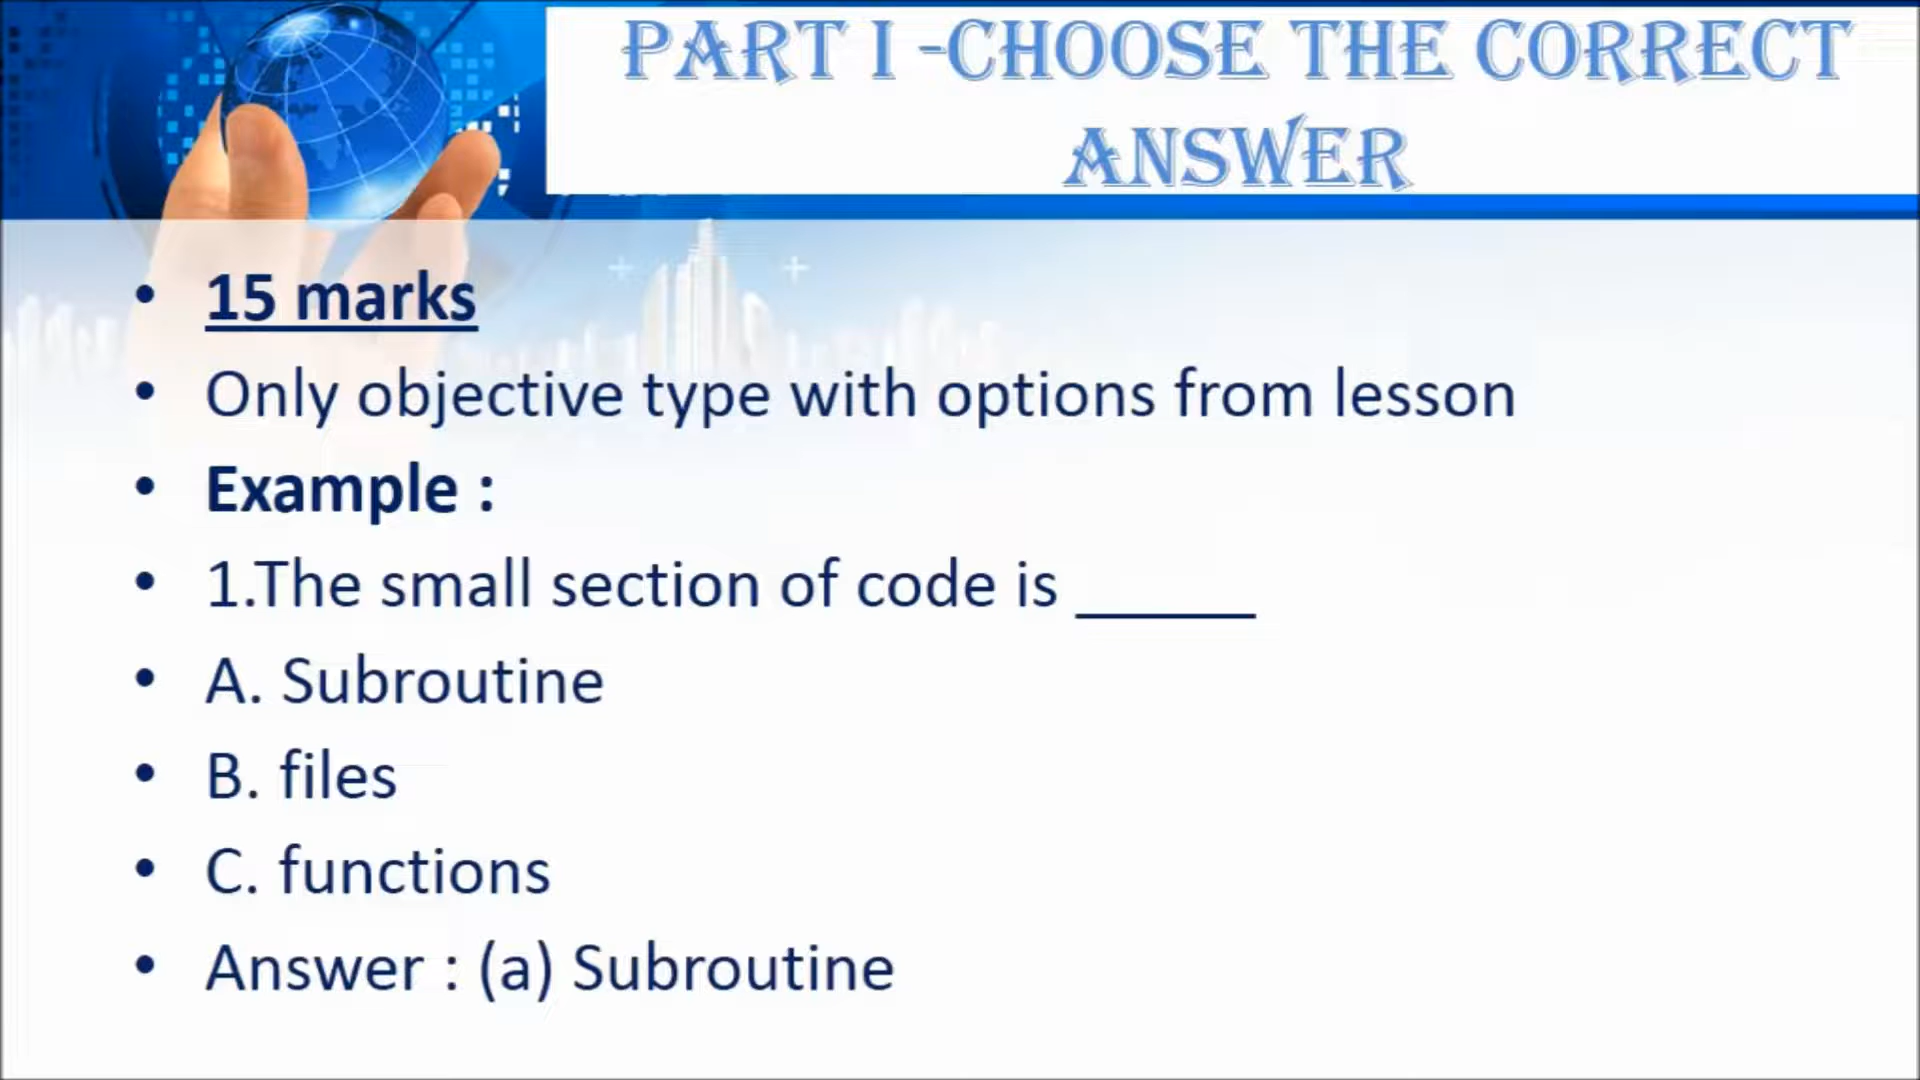 PART I -CHOOSE THE CORRECT
ANSWER
• 15 marks
• Only objective type with options from lesson
• Example :
• 1.The small section of code is _____
• A. Subroutine
• B. files
• C. functions
• Answer : (a) Subroutine